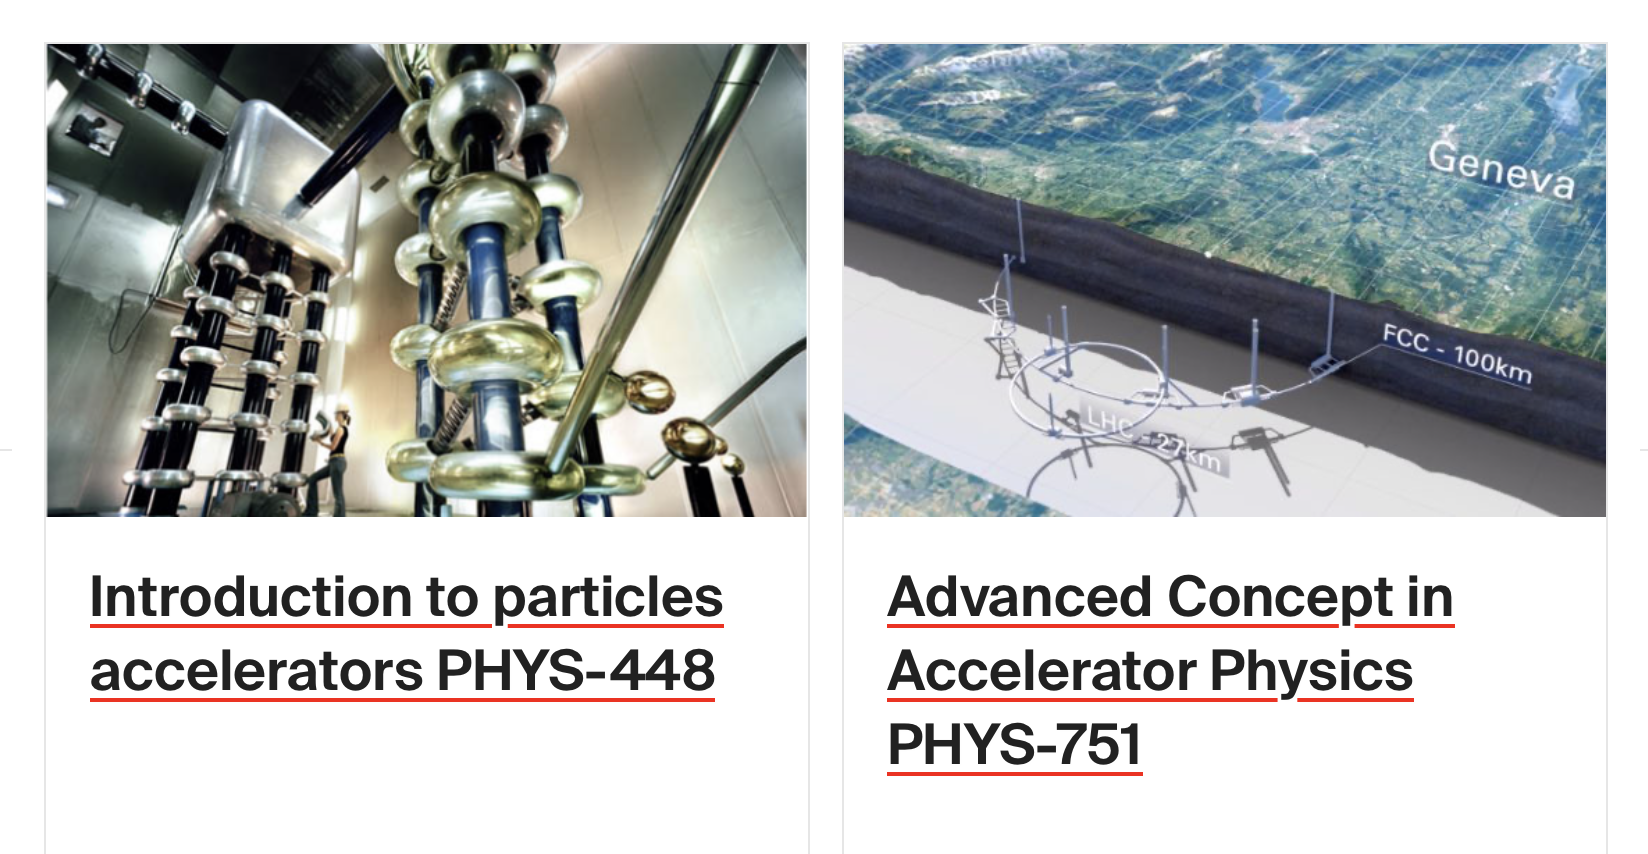 Geneva
FCC - 100km
LHC - 27km
Introduction to particles
accelerators PHYS-448
Advanced Concept in
Accelerator Physics
PHYS-751